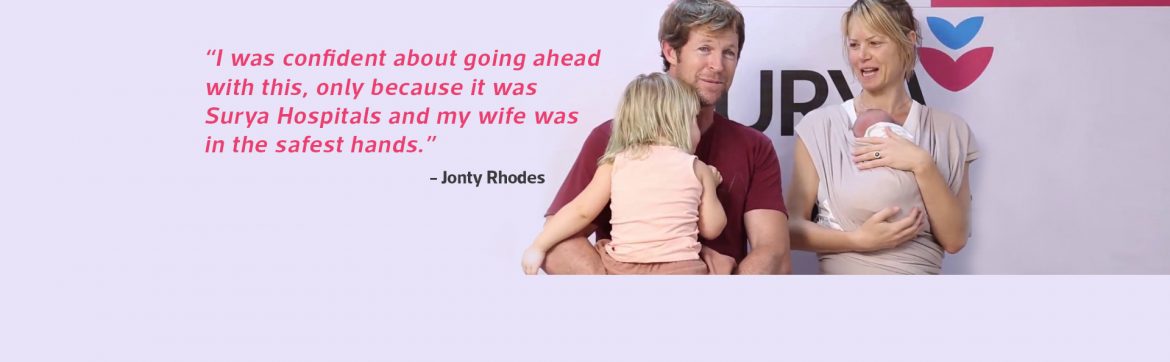 “I was confident about going ahead
with this, only because it was
Surya Hospitals and my wife was
in the safest hands.”
– Jonty Rhodes
URYA